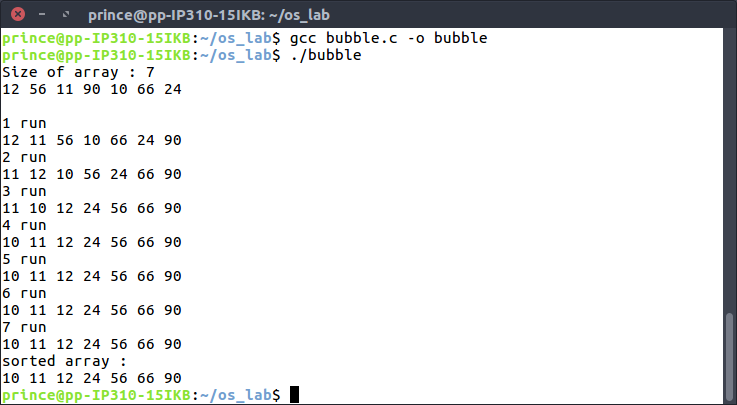 prince@pp-IP310-15IKB: ~/os_lab
prince@pp-IP310-15IKB:~/os_lab$ gcc bubble.c -o bubble
prince@pp-IP310-15IKB:~/os_lab$ ./bubble
Size of array : 7
12 56 11 90 10 66 24

1 run
12 11 56 10 66 24 90
2 run
11 12 10 56 24 66 90
3 run
11 10 12 24 56 66 90
4 run
10 11 12 24 56 66 90
5 run
10 11 12 24 56 66 90
6 run
10 11 12 24 56 66 90
7 run
10 11 12 24 56 66 90
sorted array :
10 11 12 24 56 66 90
prince@pp-IP310-15IKB:~/os_lab$